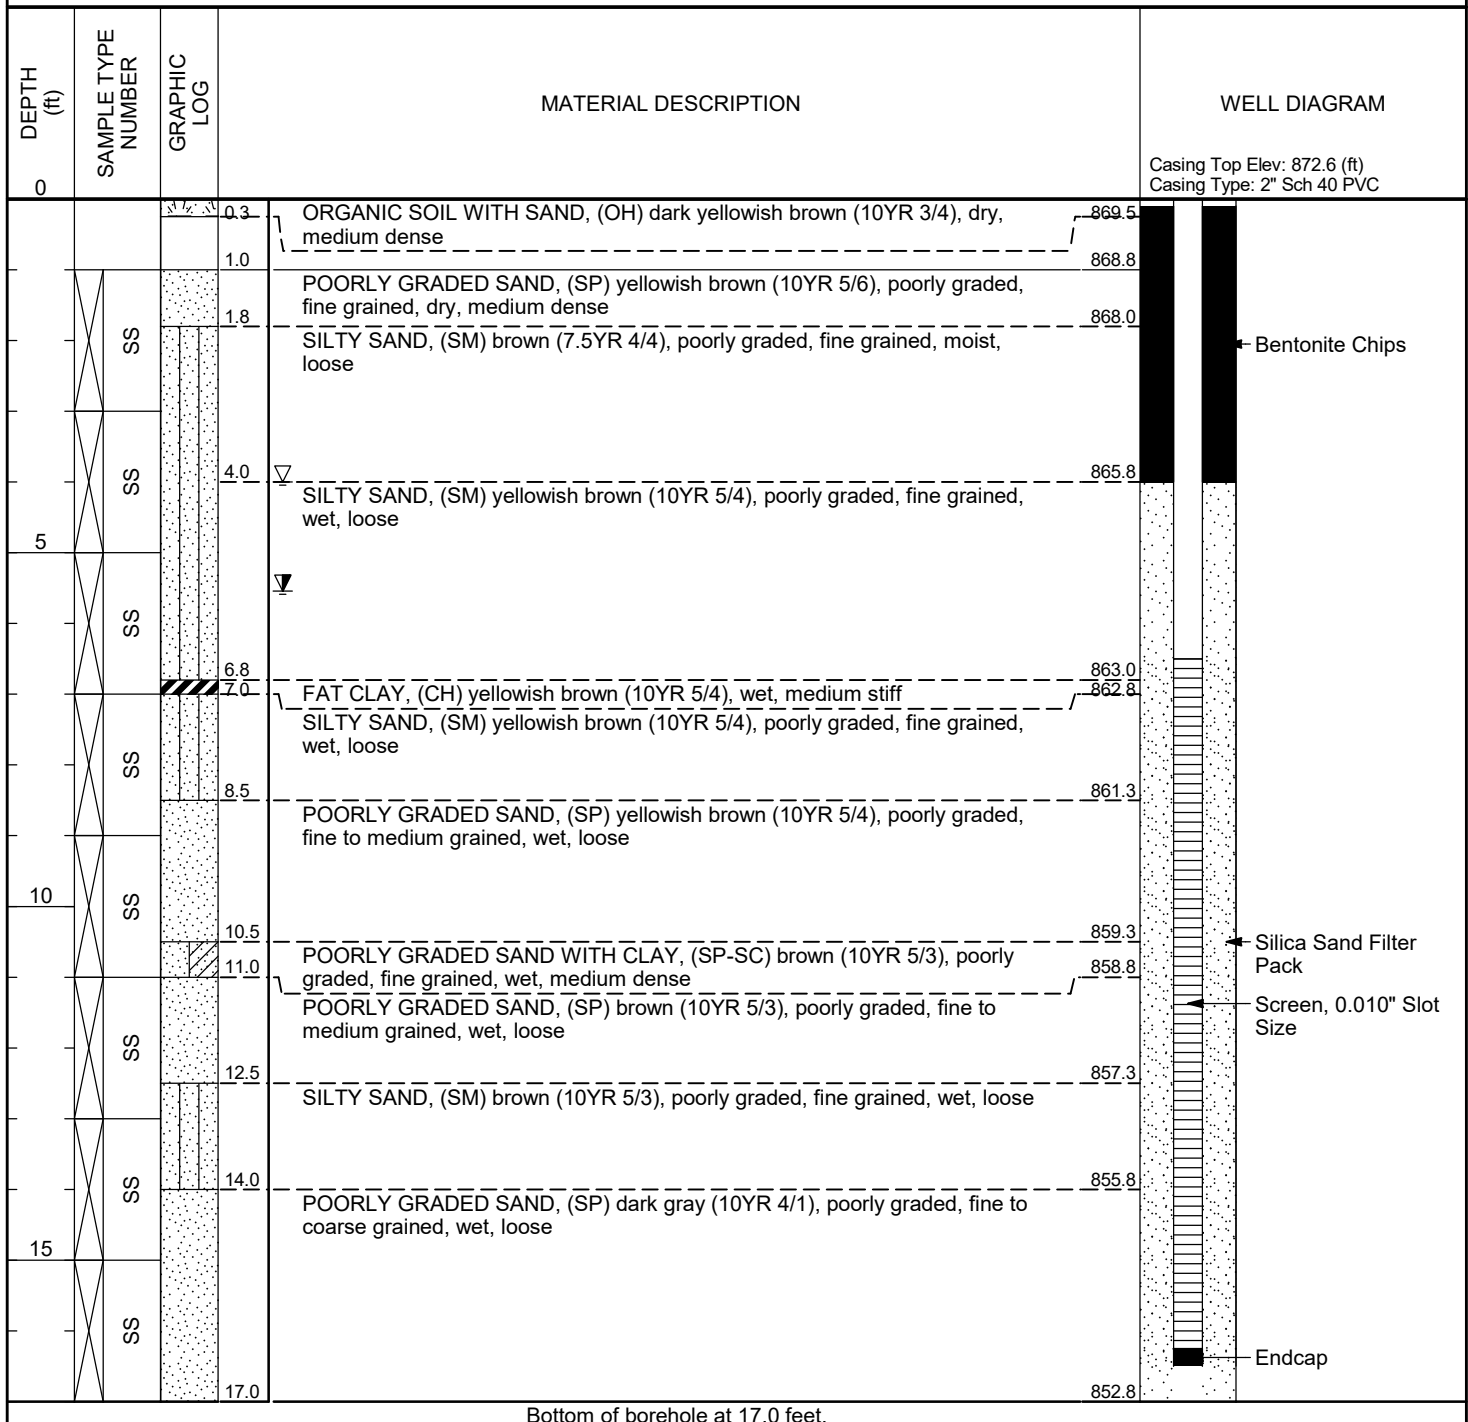 DEPTH
(ft)
SAMPLE TYPE
NUMBER
GRAPHIC
LOG
MATERIAL DESCRIPTION
WELL DIAGRAM
Casing Top Elev: 872.6 (ft)
Casing Type: 2" Sch 40 PVC
0
0.3
ORGANIC SOIL WITH SAND, (OH) dark yellowish brown (10YR 3/4), dry,
medium dense
869.5
1.0
868.8
POORLY GRADED SAND, (SP) yellowish brown (10YR 5/6), poorly graded,
fine grained, dry, medium dense
1.8
868.0
SS
SILTY SAND, (SM) brown (7.5YR 4/4), poorly graded, fine grained, moist,
loose
Bentonite Chips
4.0
865.8
SS
SILTY SAND, (SM) yellowish brown (10YR 5/4), poorly graded, fine grained,
wet, loose
5
SS
6.8
863.0
7.0
FAT CLAY, (CH) yellowish brown (10YR 5/4), wet, medium stiff
862.8
SILTY SAND, (SM) yellowish brown (10YR 5/4), poorly graded, fine grained,
wet, loose
SS
8.5
861.3
POORLY GRADED SAND, (SP) yellowish brown (10YR 5/4), poorly graded,
fine to medium grained, wet, loose
10
SS
10.5
859.3
Silica Sand Filter
Pack
POORLY GRADED SAND WITH CLAY, (SP-SC) brown (10YR 5/3), poorly
graded, fine grained, wet, medium dense
11.0
858.8
POORLY GRADED SAND, (SP) brown (10YR 5/3), poorly graded, fine to
medium grained, wet, loose
Screen, 0.010" Slot
Size
SS
12.5
857.3
SILTY SAND, (SM) brown (10YR 5/3), poorly graded, fine grained, wet, loose
SS
14.0
855.8
POORLY GRADED SAND, (SP) dark gray (10YR 4/1), poorly graded, fine to
coarse grained, wet, loose
15
SS
Endcap
17.0
852.8
Bottom of borehole at 17.0 feet.